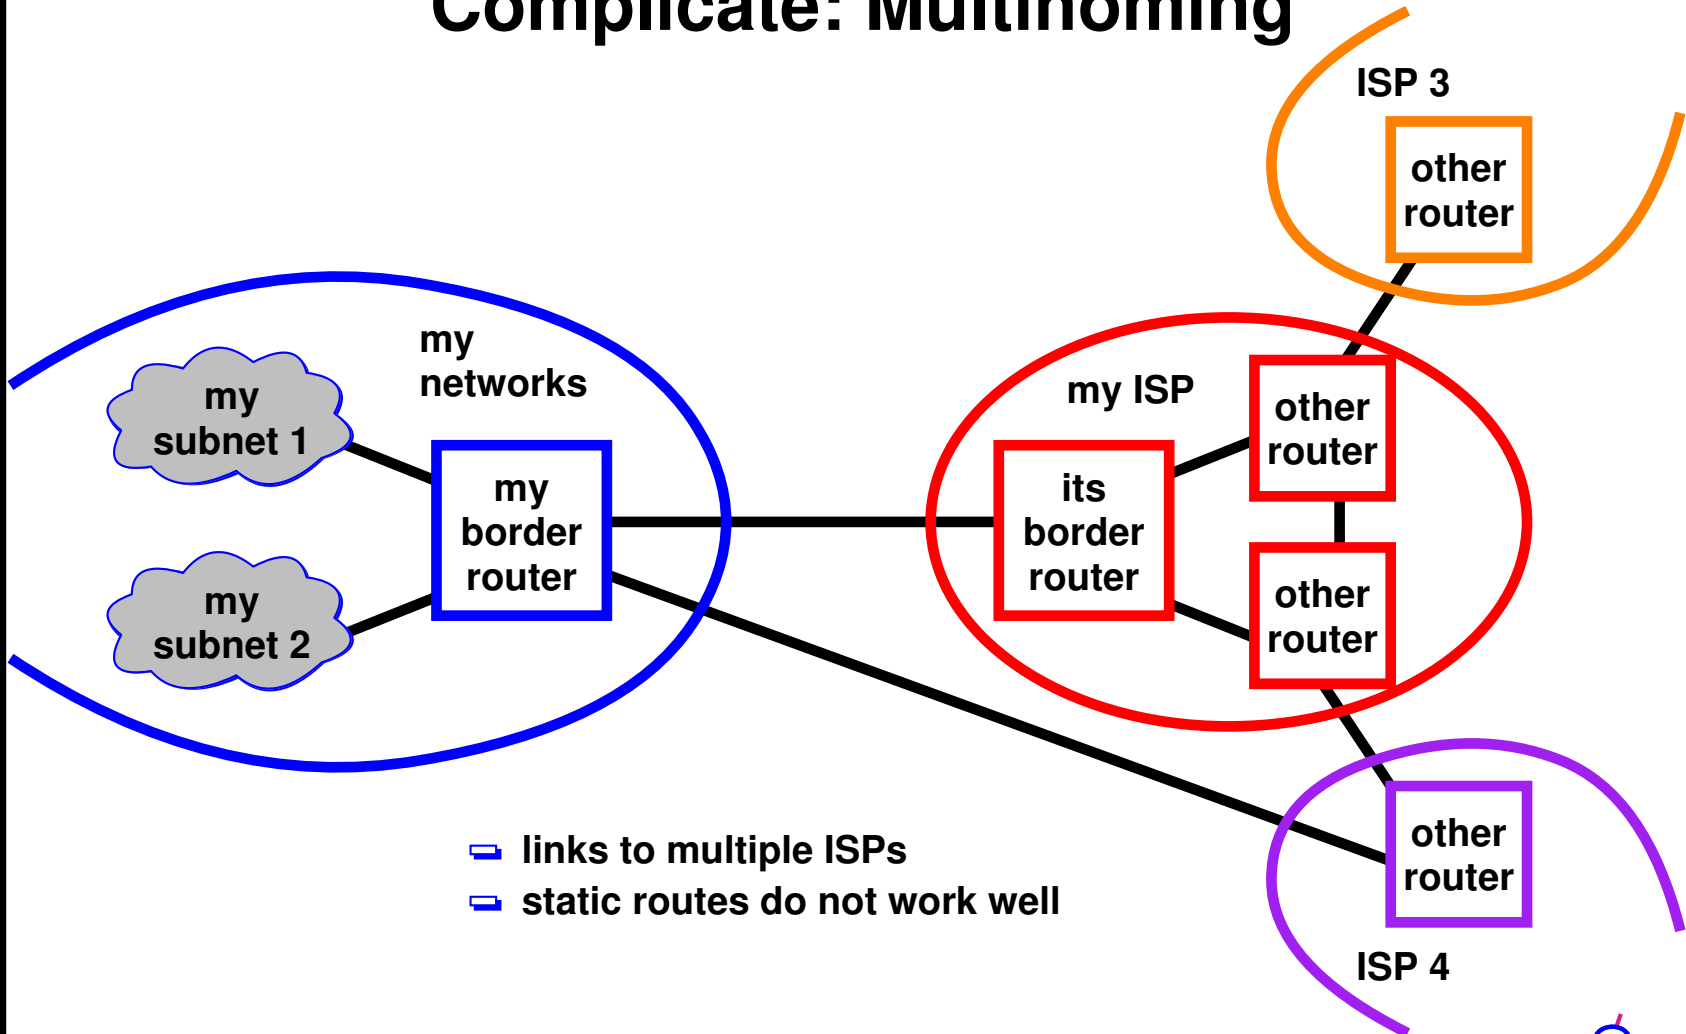 Complicate: Multihoming
ISP 3
other
router
my
networks
my
subnet 1
my
border
router
my
subnet 2
my ISP
its
border
router
other
router
other
router
links to multiple ISPs
static routes do not work well
other
router
ISP 4